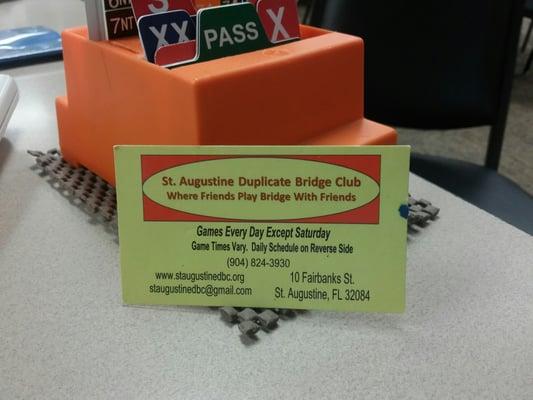 7NT
XX
PASS
X
St. Augustine Duplicate Bridge Club
Where Friends Play Bridge With Friends
Games Every Day Except Saturday
Game Times Vary. Daily Schedule on Reverse Side
(904) 824-3930
www.staugustinedbc.org
10 Fairbanks St.
staugustinedbc@gmail.com
St. Augustine, FL 32084